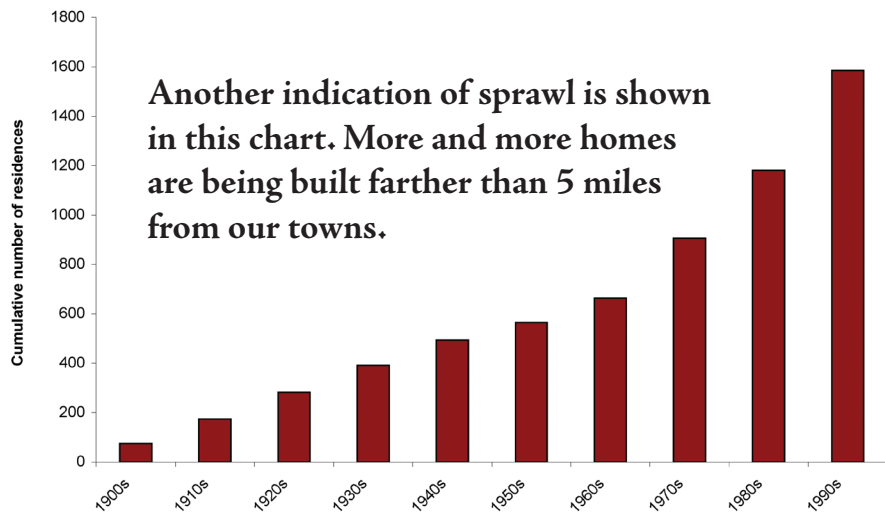 1800
1600
1400
1200
1000
800
600
400
200
0
Cumulative number of residences
Another indication of sprawl is shown
in this chart. More and more homes
are being built farther than 5 miles
from our towns.
1900s
1910s
1920s
1930s
1940s
1950s
1960s
1970s
1980s
1990s